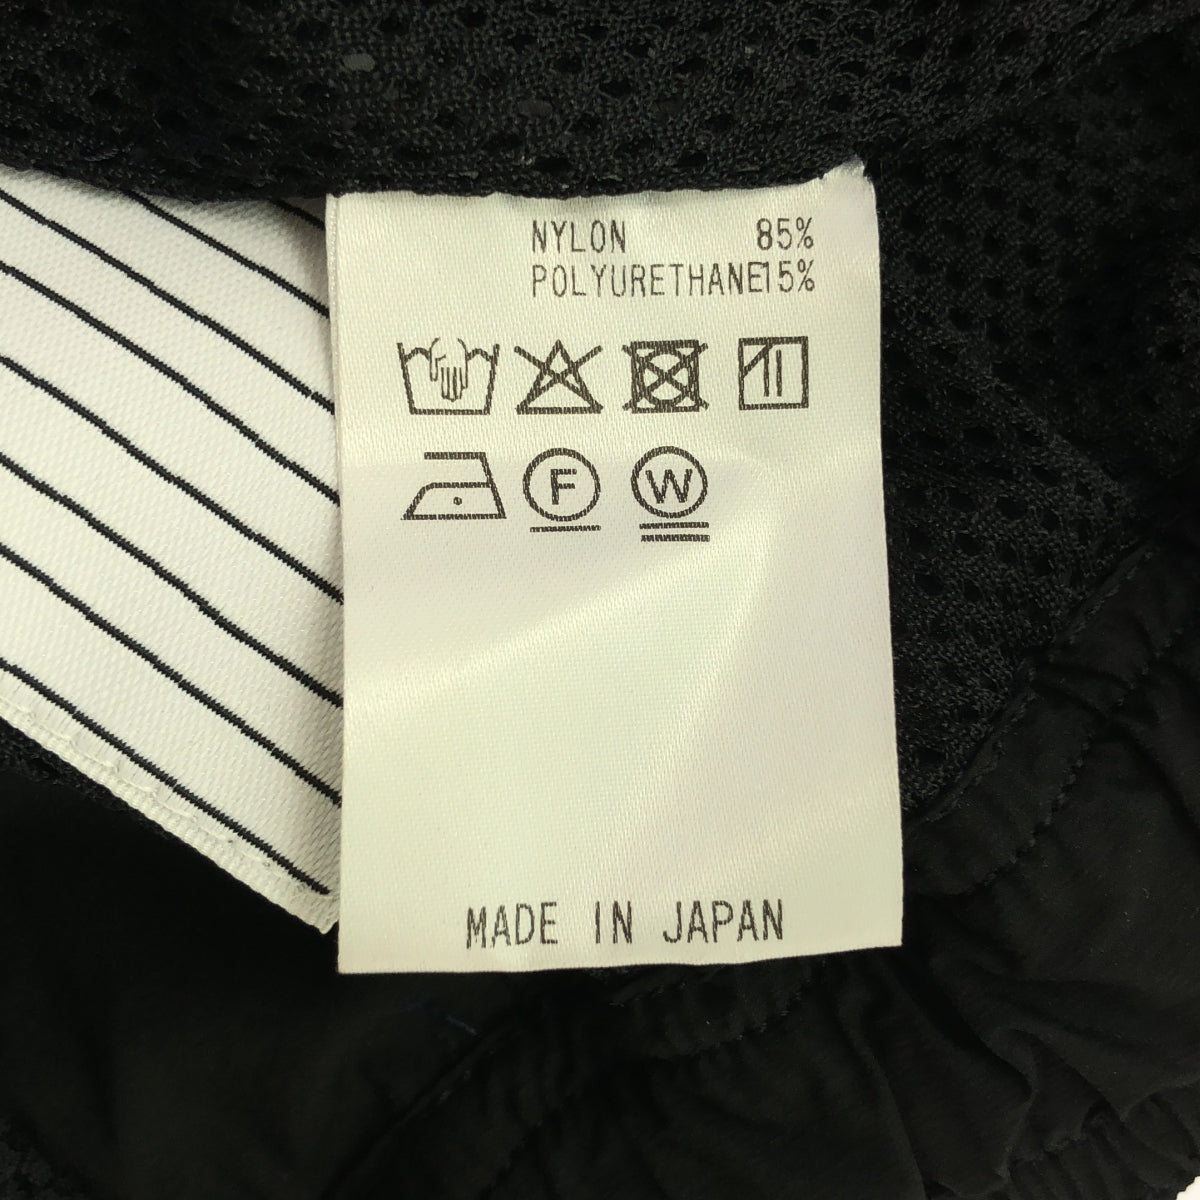 NYLON 85%
POLYURETHANE15%
F W
MADE IN JAPAN